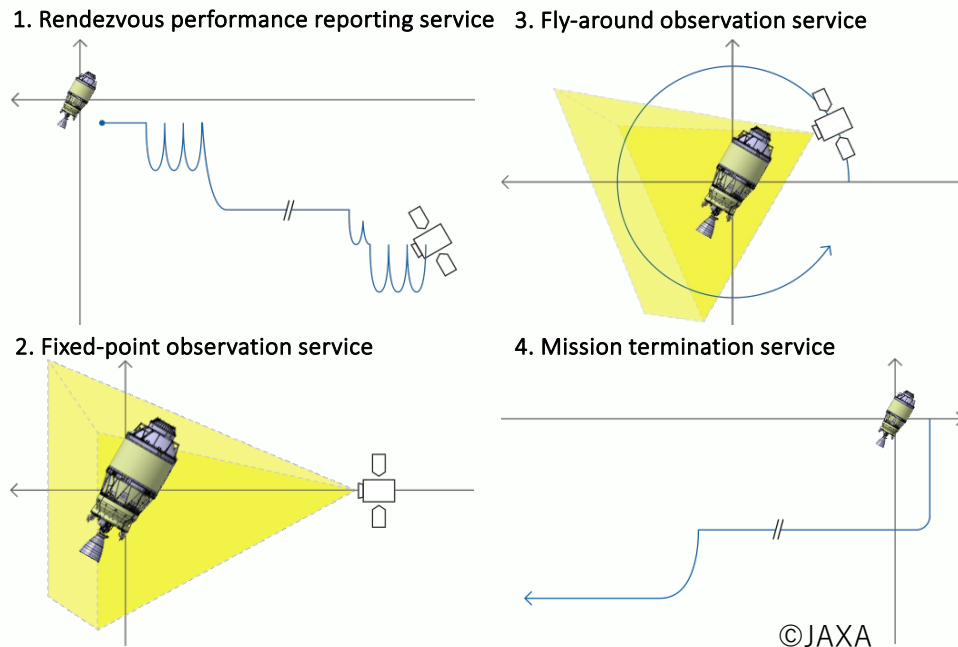 1. Rendezvous performance reporting service
3. Fly-around observation service
2. Fixed-point observation service
4. Mission termination service
©JAXA